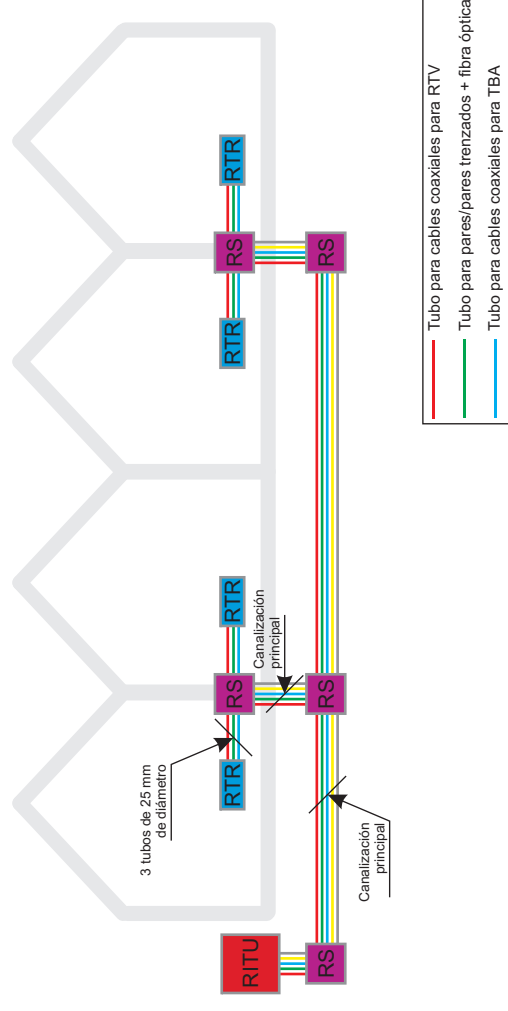 3 tubos de 25 mm
de diámetro
RTR
RS
RTR
RTR
RS
RTR
Canalización
principal
RITU
RS
RS
RS
Canalización
principal
Tubo para cables coaxiales para RTV
Tubo para pares/pares trenzados + fibra óptica
Tubo para cables coaxiales para TBA